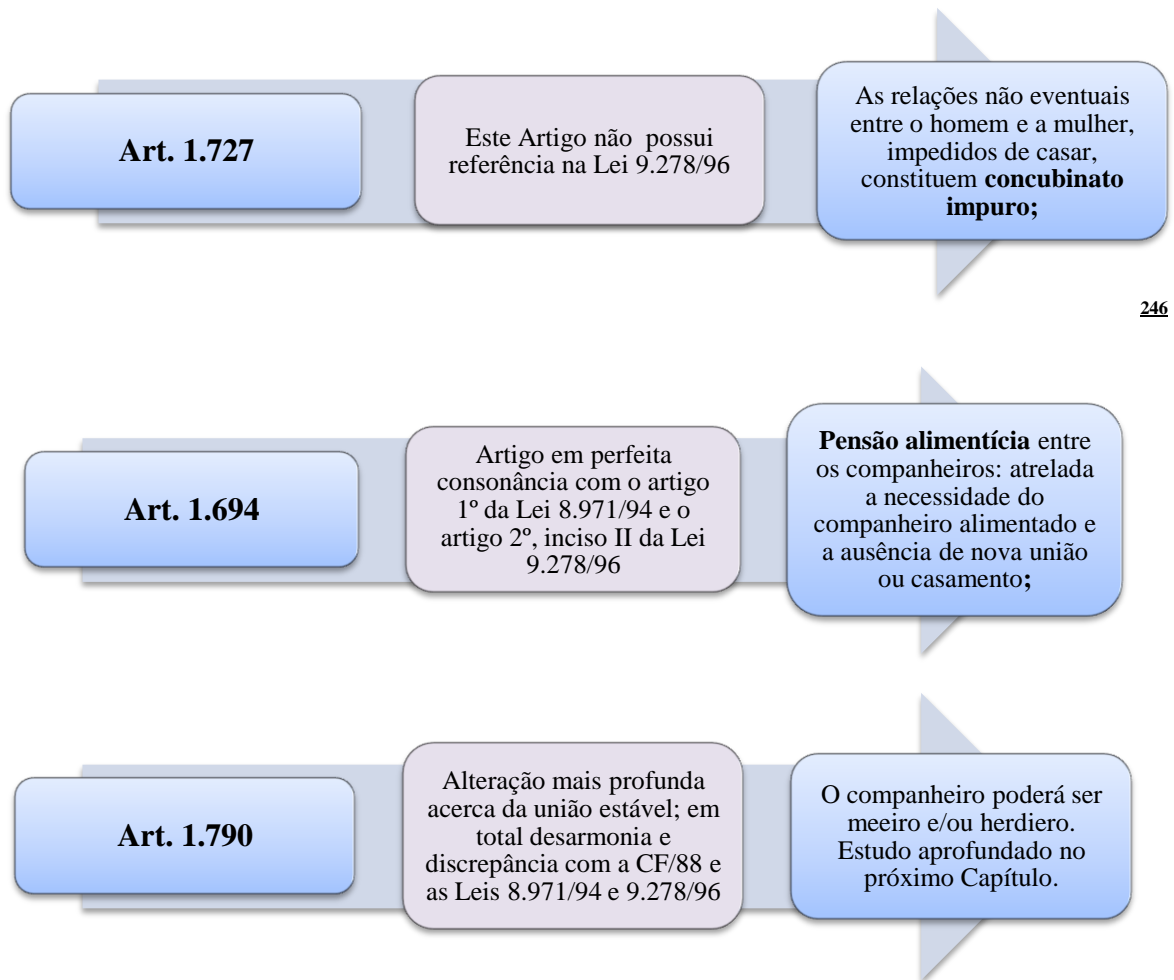 Art. 1.727
Este Artigo não possui
referência na Lei 9.278/96
As relações não eventuais
entre o homem e a mulher,
impedidos de casar,
constituem concubinato
impuro;
246
Art. 1.694
Artigo em perfeita
consonância com o artigo
1º da Lei 8.971/94 e o
artigo 2º, inciso II da Lei
9.278/96
Pensão alimentícia entre
os companheiros: atrelada
a necessidade do
companheiro alimentado e
a ausência de nova união
ou casamento;
Art. 1.790
Alteração mais profunda
acerca da união estável; em
total desarmonia e
discrepância com a CF/88 e
as Leis 8.971/94 e 9.278/96
O companheiro poderá ser
meeiro e/ou herdiero.
Estudo aprofundado no
próximo Capítulo.